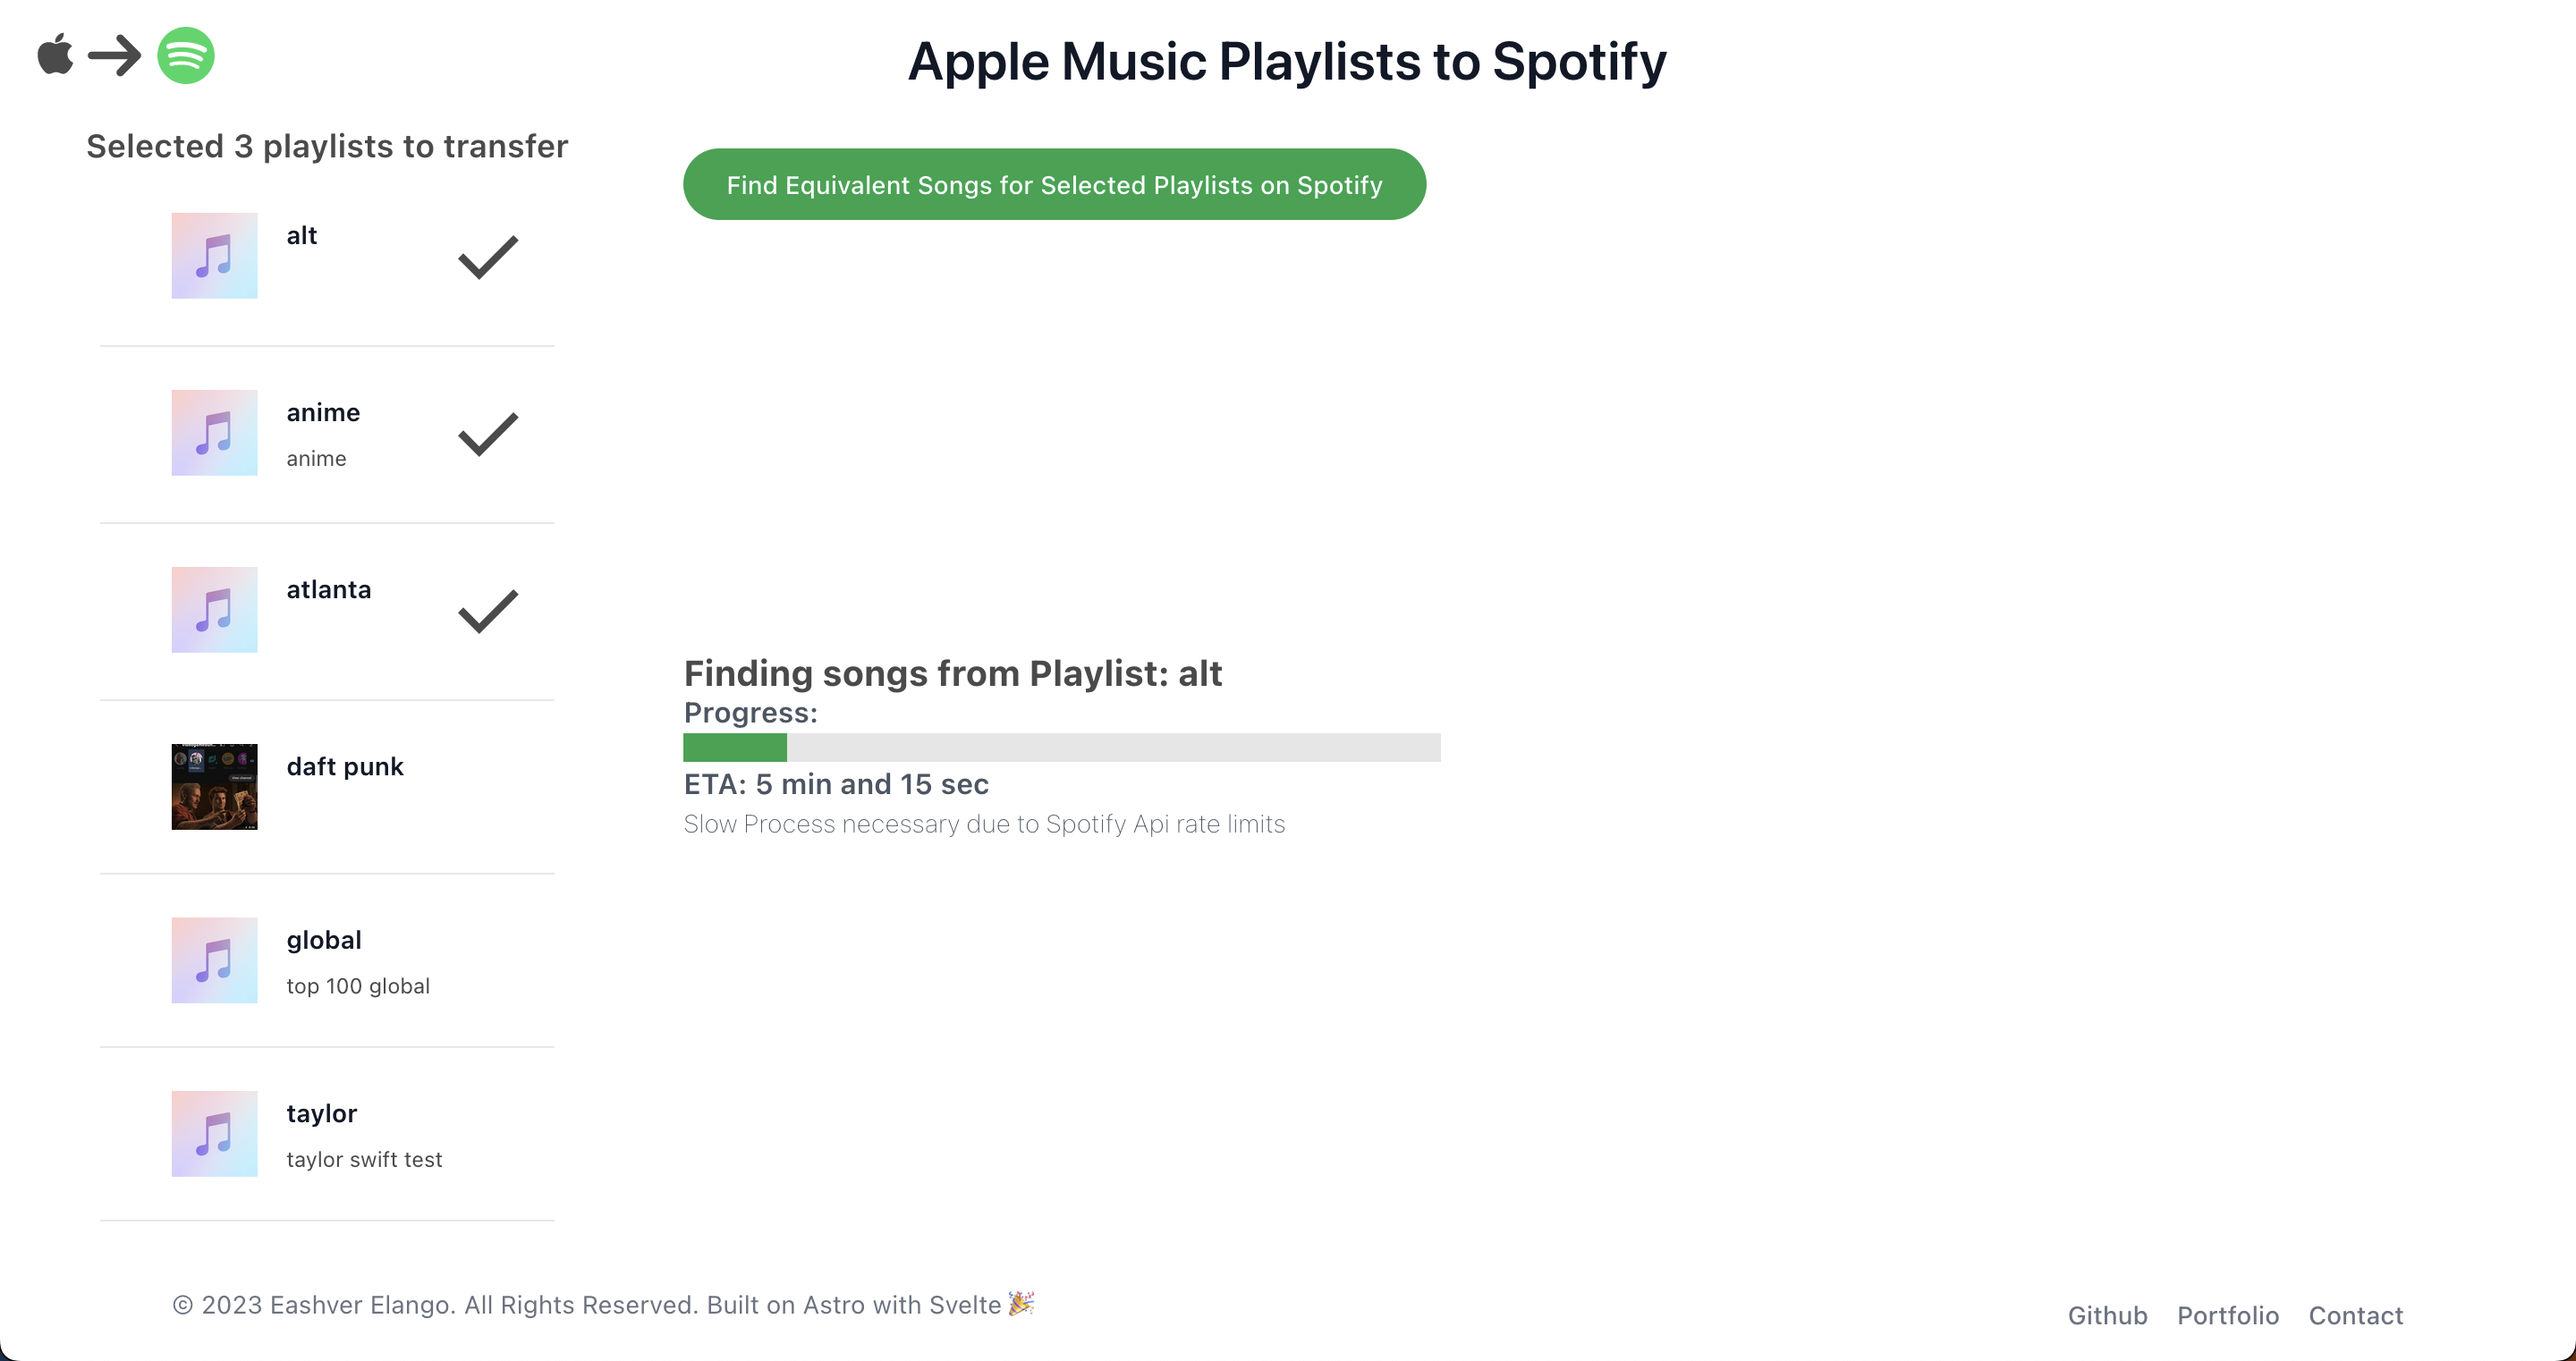 Apple Music Playlists to Spotify
Selected 3 playlists to transfer
alt
anime
anime
atlanta
daft punk
global
top 100 global
taylor
taylor swift test
Find Equivalent Songs for Selected Playlists on Spotify
Finding songs from Playlist: alt
Progress:
ETA: 5 min and 15 sec
Slow Process necessary due to Spotify Api rate limits
© 2023 Eashver Elango. All Rights Reserved. Built on Astro with Svelte 🎉
Github Portfolio Contact